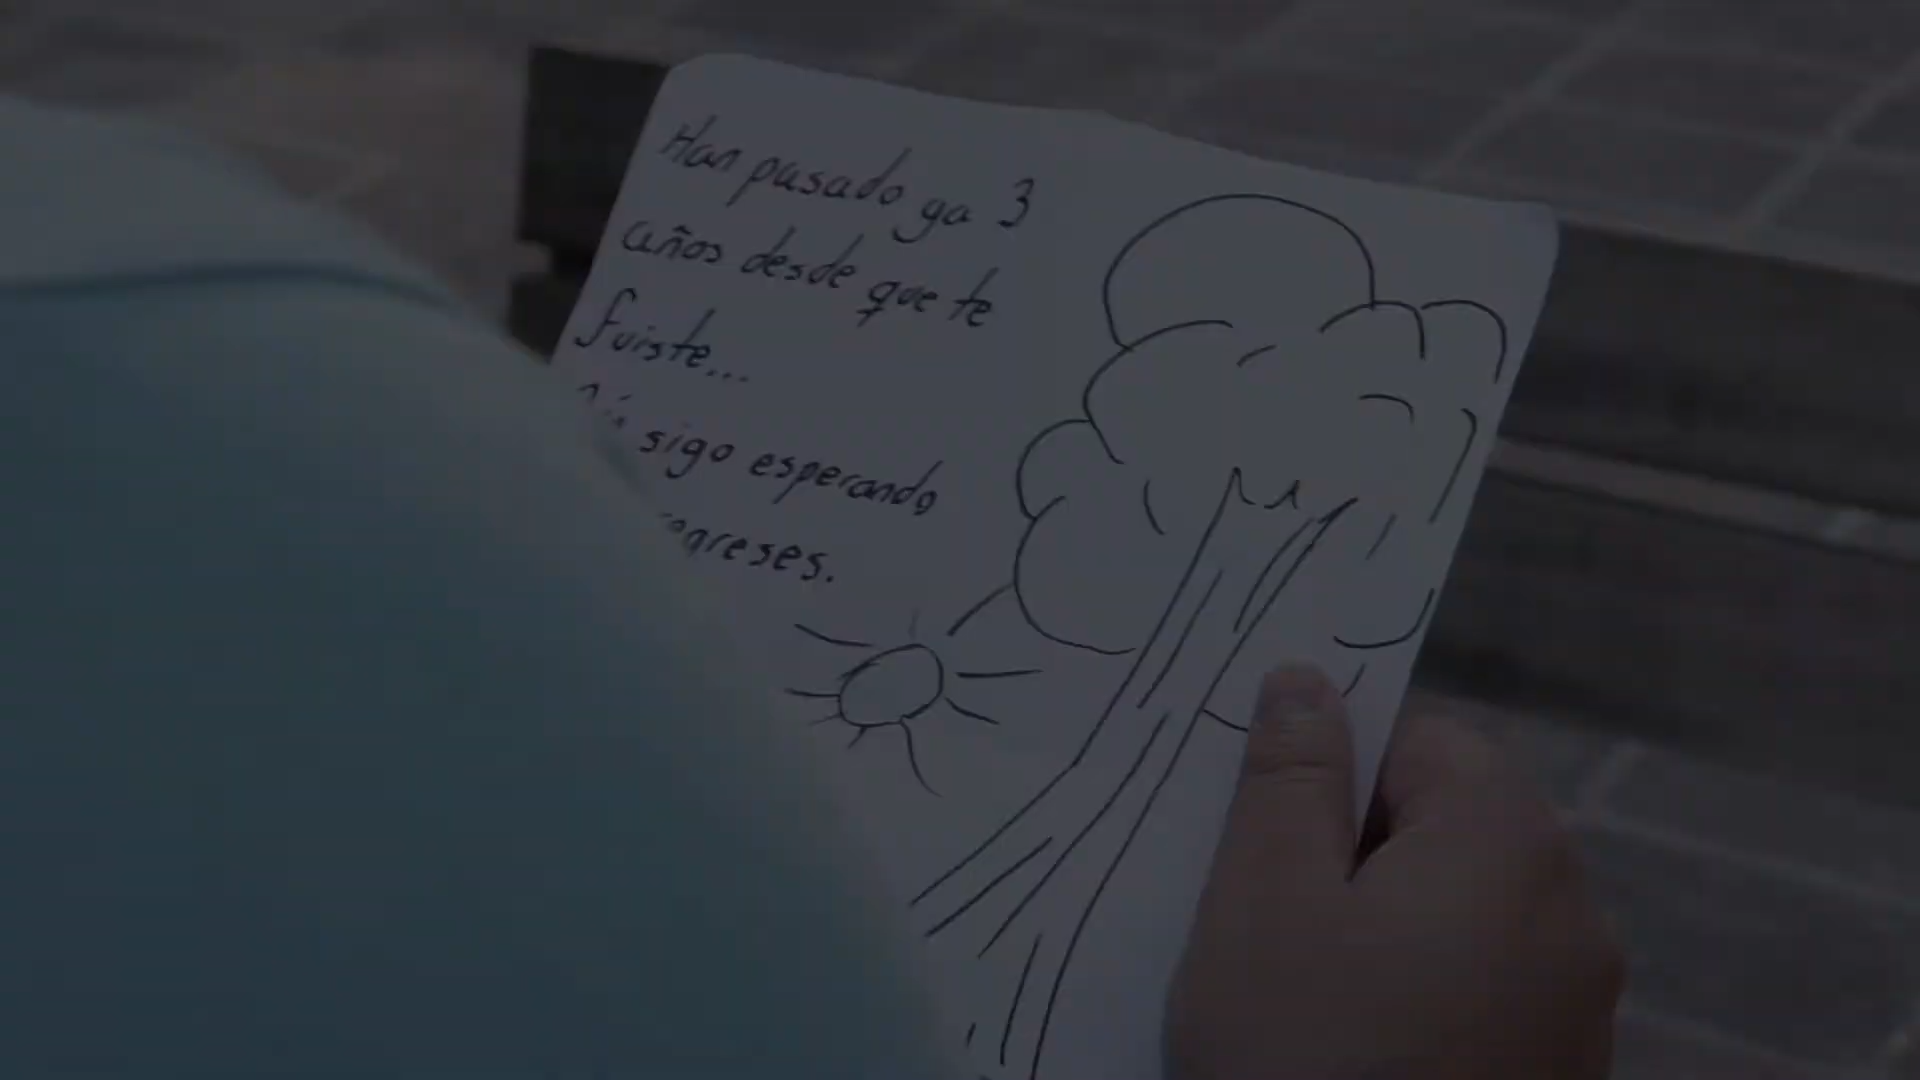 Han pasado ya 3
años desde que te
fuiste...
sigo esperando